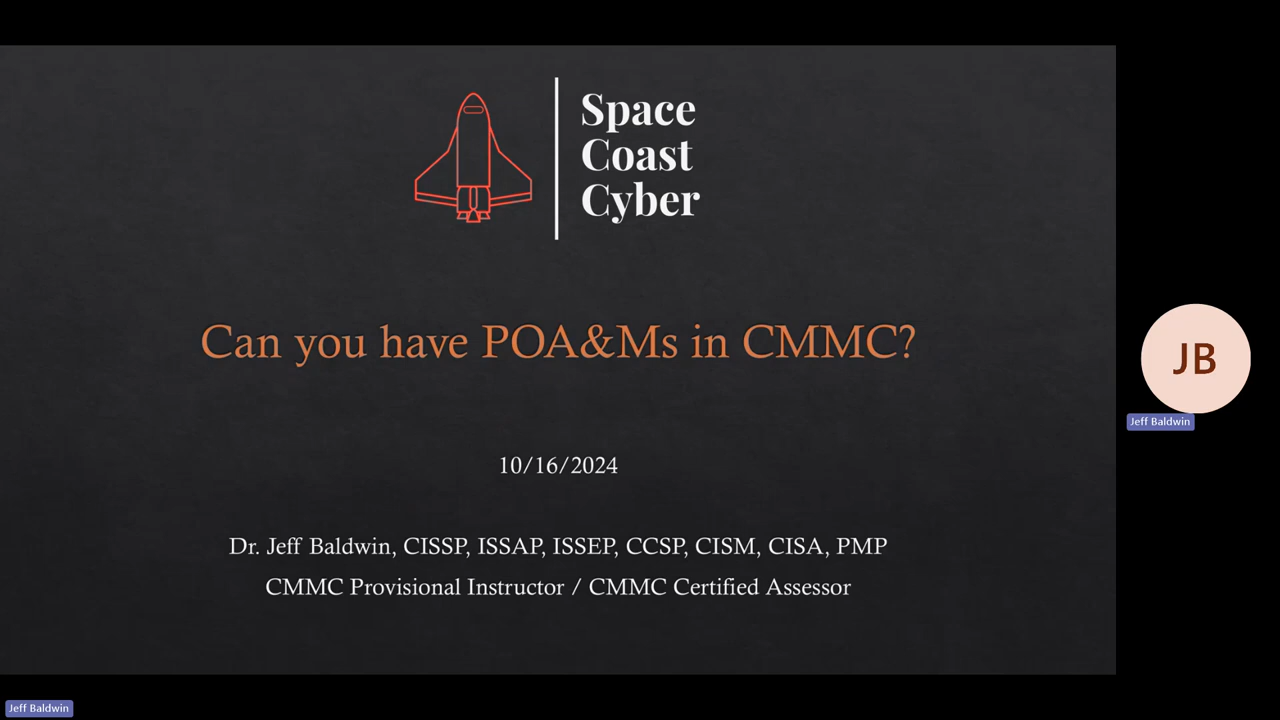 Space
Coast
Cyber
Can you have POA&Ms in CMMC?
10/16/2024
Dr. Jeff Baldwin, CISSP, ISSAP, ISSEP, CCSP, CISM, CISA, PMP
CMMC Provisional Instructor / CMMC Certified Assessor
JB
Jeff Baldwin
Jeff Baldwin